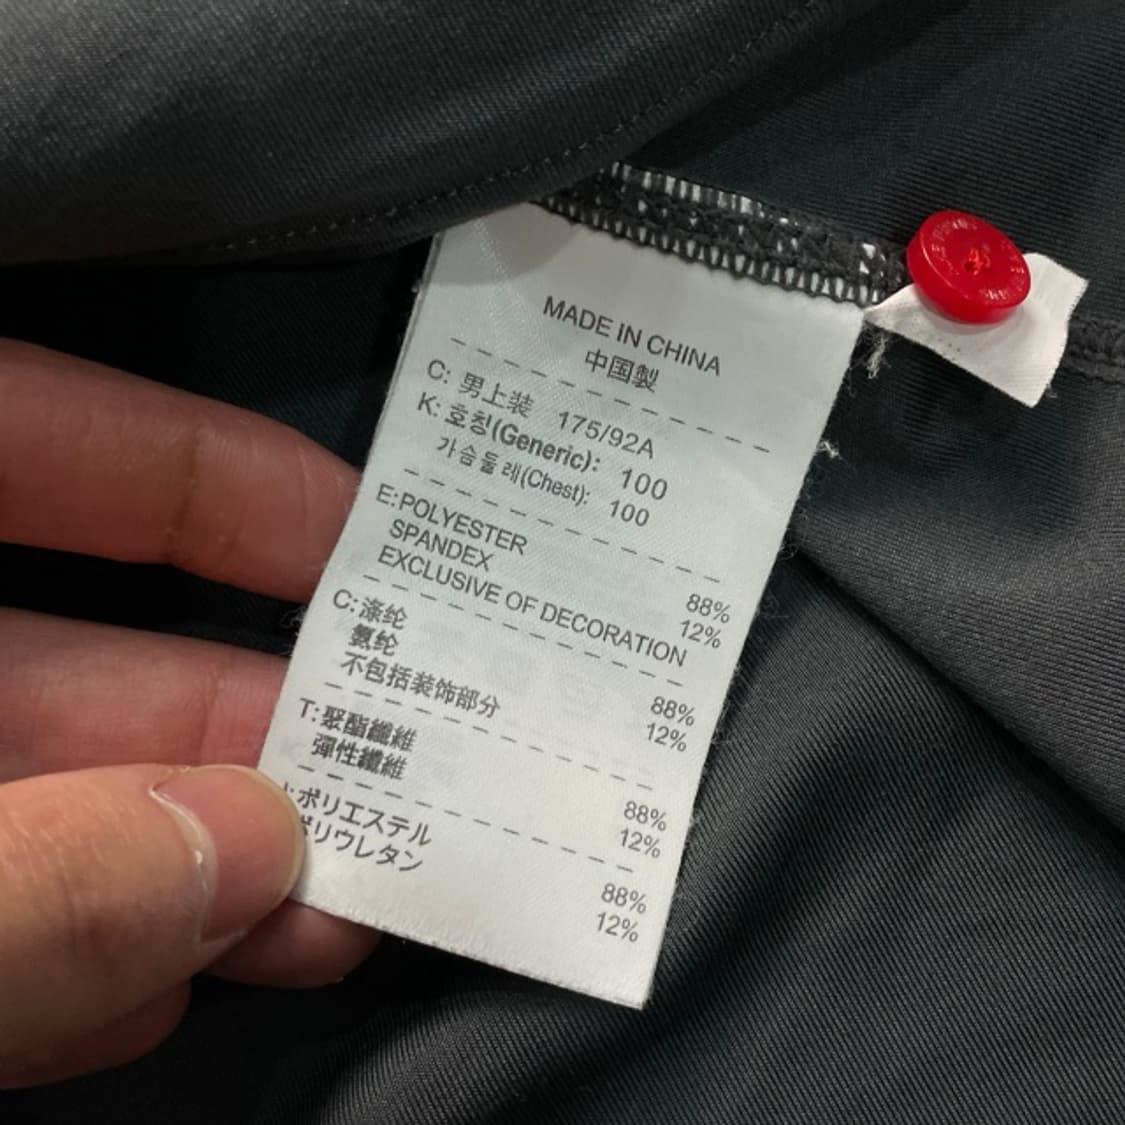 MADE IN CHINA
中国製
C: 男上装 175/92A
K: 호칭(Generic): 100
가슴둘레(Chest): 100
E:POLYESTER 88%
SPANDEX 12%
EXCLUSIVE OF DECORATION
C:涤纶 88%
氨纶 12%
不包括装饰部分
T:聚酯纖維 88%
彈性纖維 12%
:ポリエステル 88%
ポリウレタン 12%